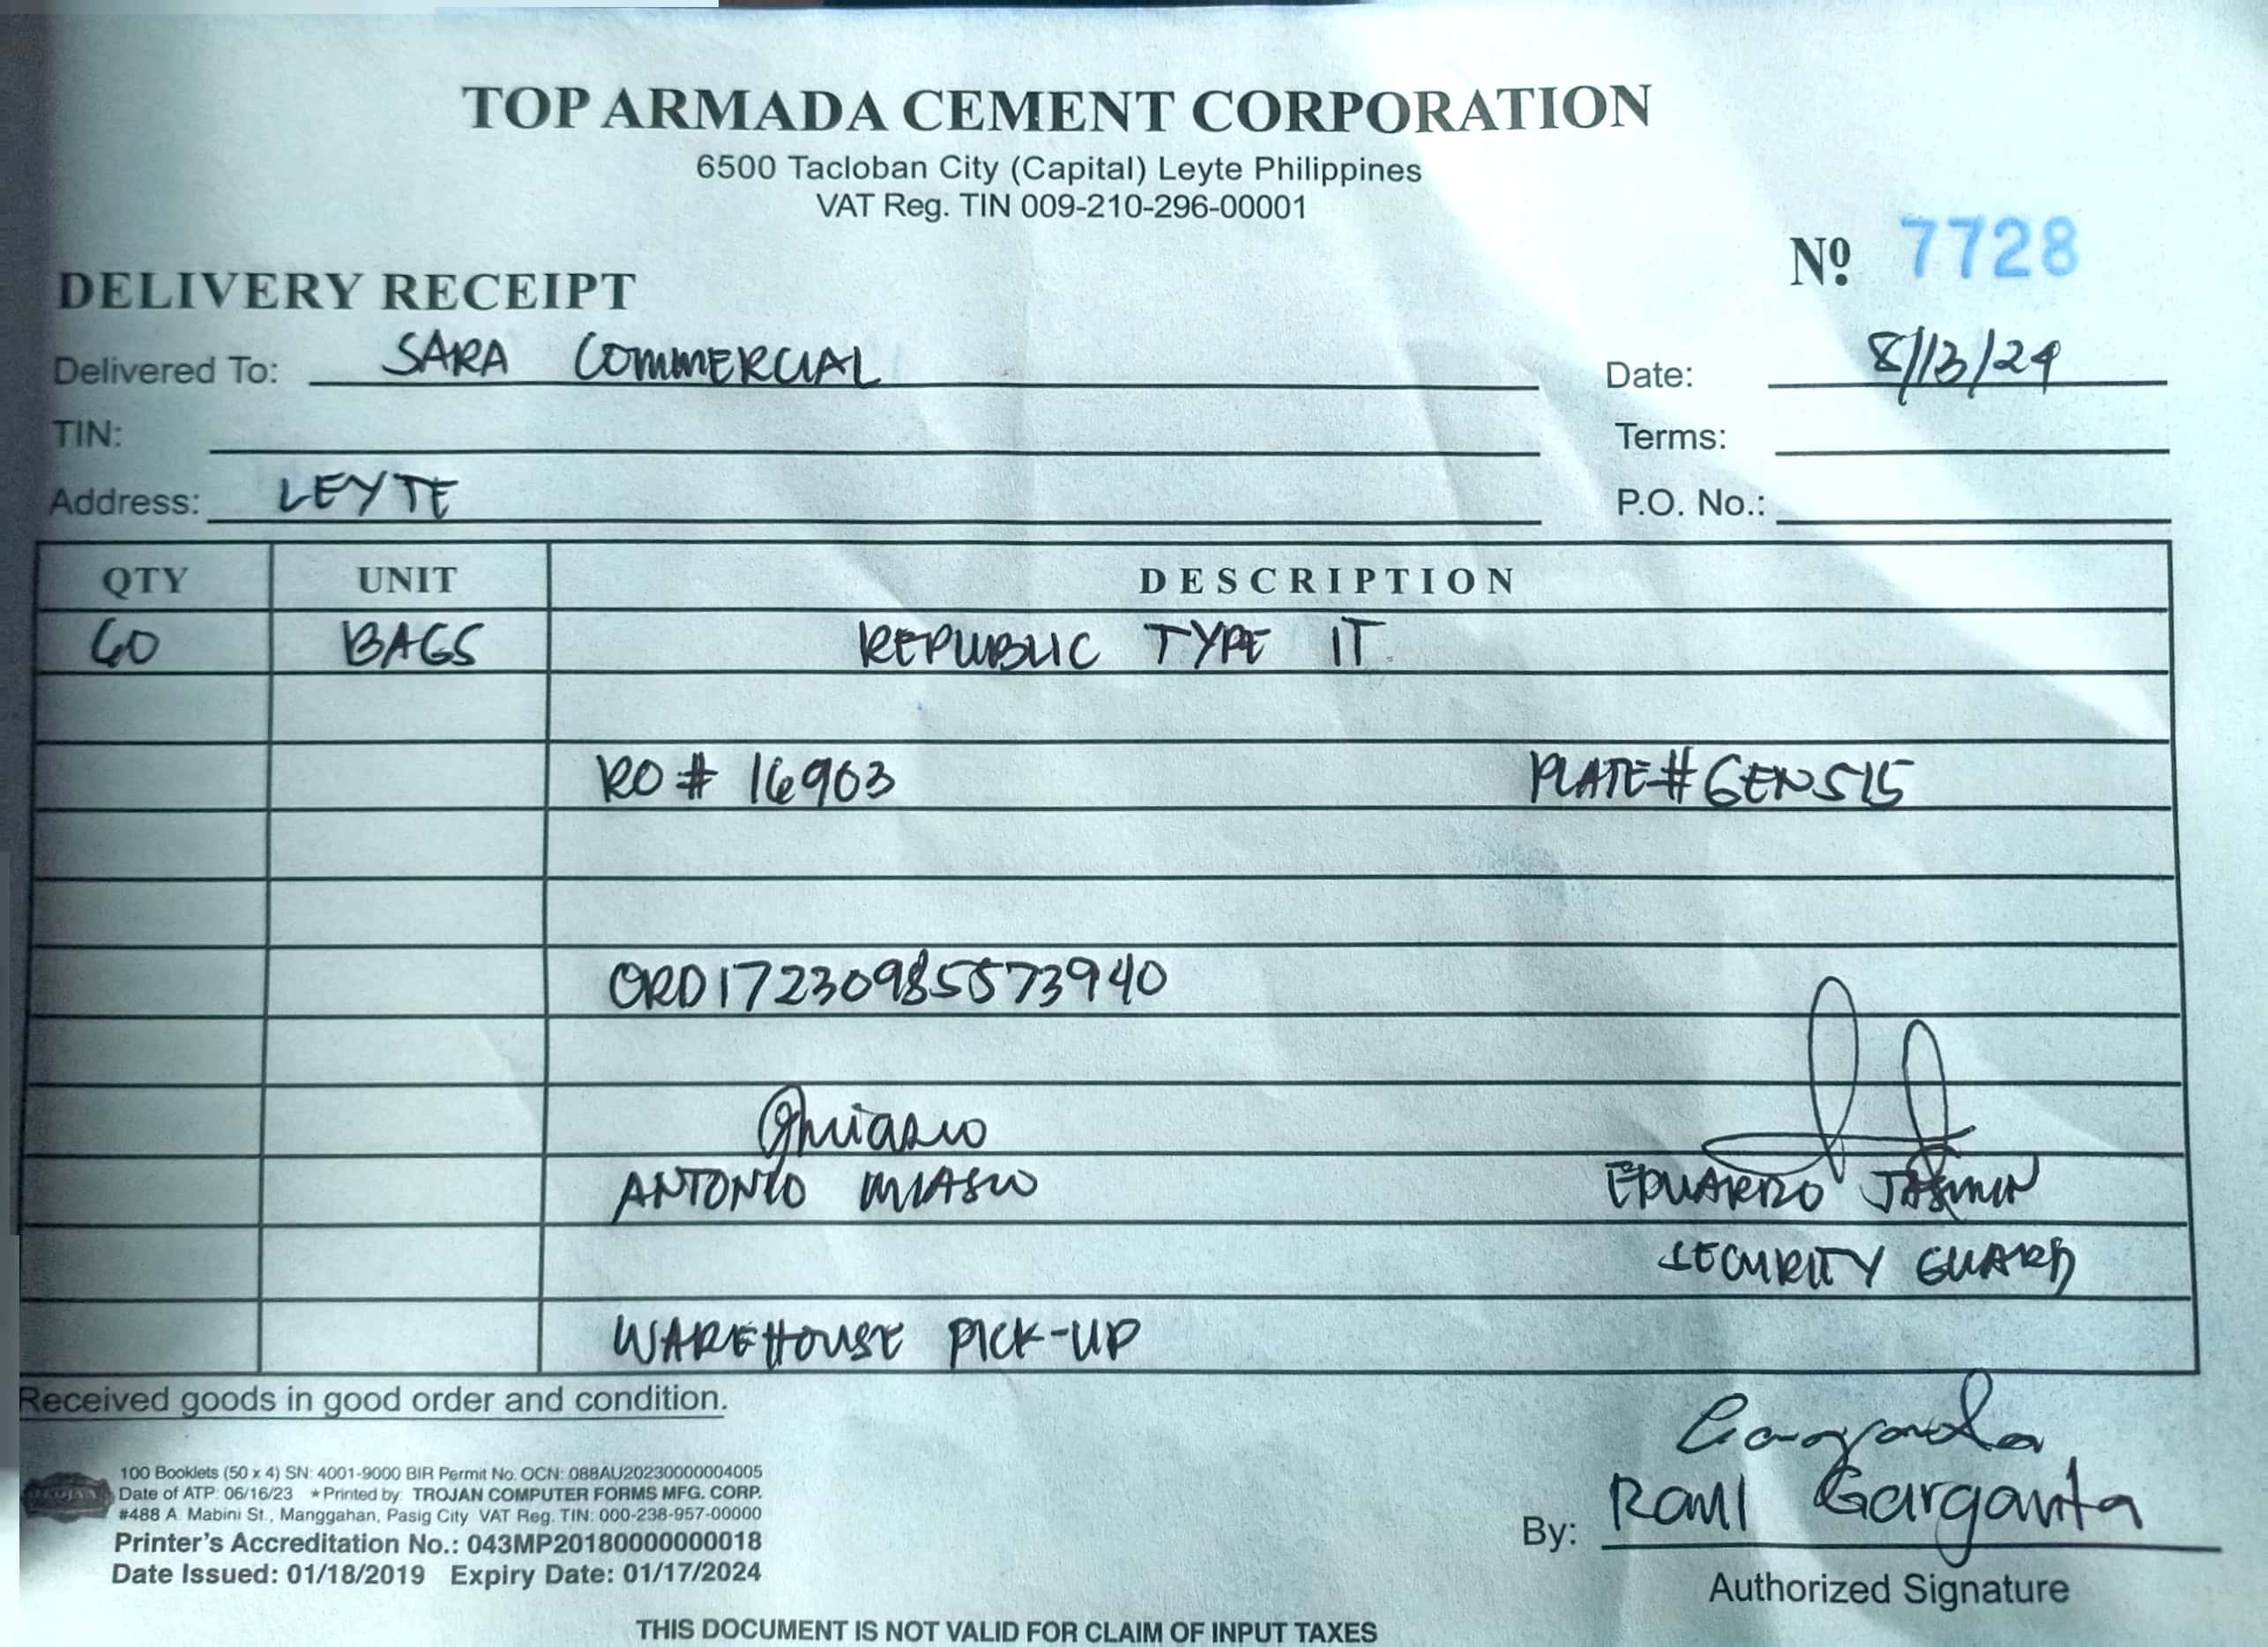 TOP ARMADA CEMENT CORPORATION
6500 Tacloban City (Capital) Leyte Philippines
VAT Reg. TIN 009-210-296-00001
Nº 7728
DELIVERY RECEIPT
Delivered To: SARA COMMERCIAL
Date: 8/13/24
TIN:
Terms:
Address: LEYTE
P.O. No.:
QTY UNIT DESCRIPTION
60 BAGS REPUBLIC TYPE IT
RO # 16903 PLATE# GEN515
ORD17230985573940
ANTONIO MIASCO EDUARDO JASMIN
SECURITY GUARD
WAREHOUSE PICK-UP
Received goods in good order and condition.
100 Booklets (50 x 4) SN: 4001-9000 BIR Permit No. OCN: 088AU20230000004005
Date of ATP: 06/16/23 ★Printed by: TROJAN COMPUTER FORMS MFG. CORP.
#488 A. Mabini St., Manggahan, Pasig City VAT Reg. TIN: 000-238-957-00000
Printer's Accreditation No.: 043MP20180000000018
Date Issued: 01/18/2019 Expiry Date: 01/17/2024
By: Raul Garganta
Authorized Signature
THIS DOCUMENT IS NOT VALID FOR CLAIM OF INPUT TAXES